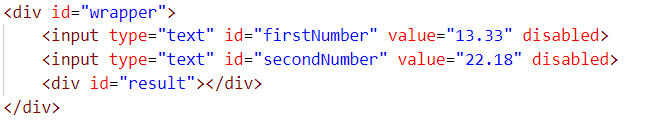 <div id="wrapper">
    <input type="text" id="firstNumber" value="13.33" disabled>
    <input type="text" id="secondNumber" value="22.18" disabled>
    <div id="result"></div>
</div>